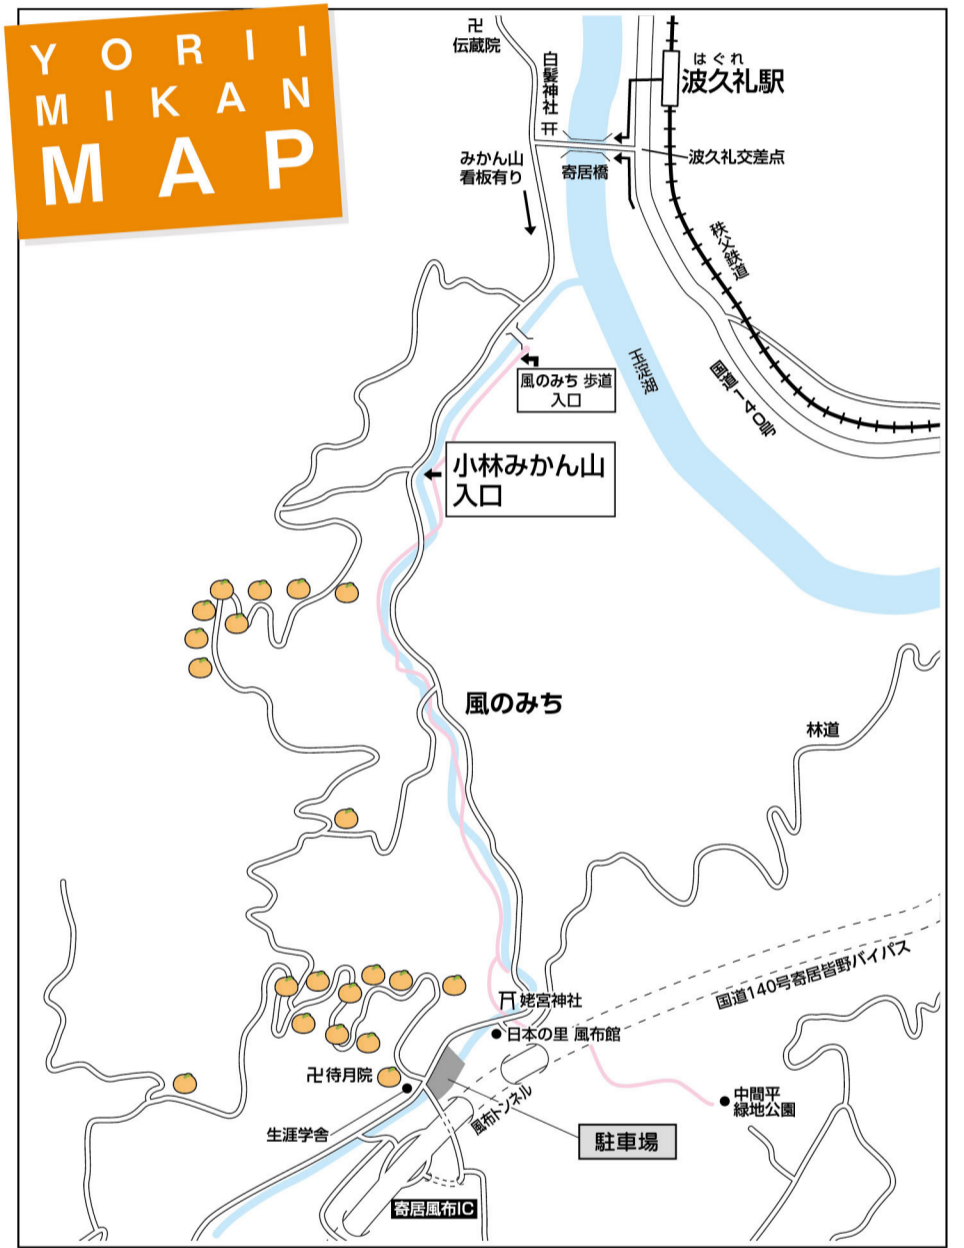 YORII
MIKAN
MAP
卍
伝蔵院
白髪神社
はぐれ
波久礼駅
波久礼交差点
みかん山
看板有り
寄居橋
秩父鉄道
玉淀湖
国道140号
風のみち 歩道
入口
小林みかん山
入口
風のみち
林道
国道140号寄居皆野バイパス
姥宮神社
日本の里 風布館
卍待月院
風布トンネル
中間平
緑地公園
生涯学舎
駐車場
寄居風布IC